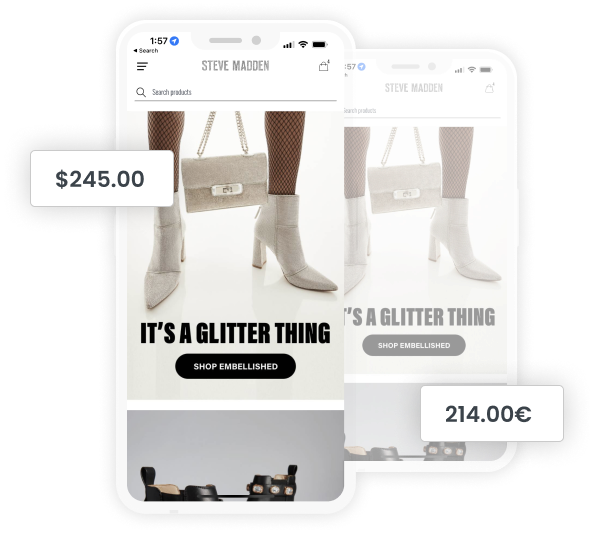 1:57
Search
STEVE MADDEN
4
Search products
$245.00
IT'S A GLITTER THING
SHOP EMBELLISHED
:57
STEVE MADDEN
Search products
'S A GLITTER THING
SHOP EMBELLISHED
214.00€